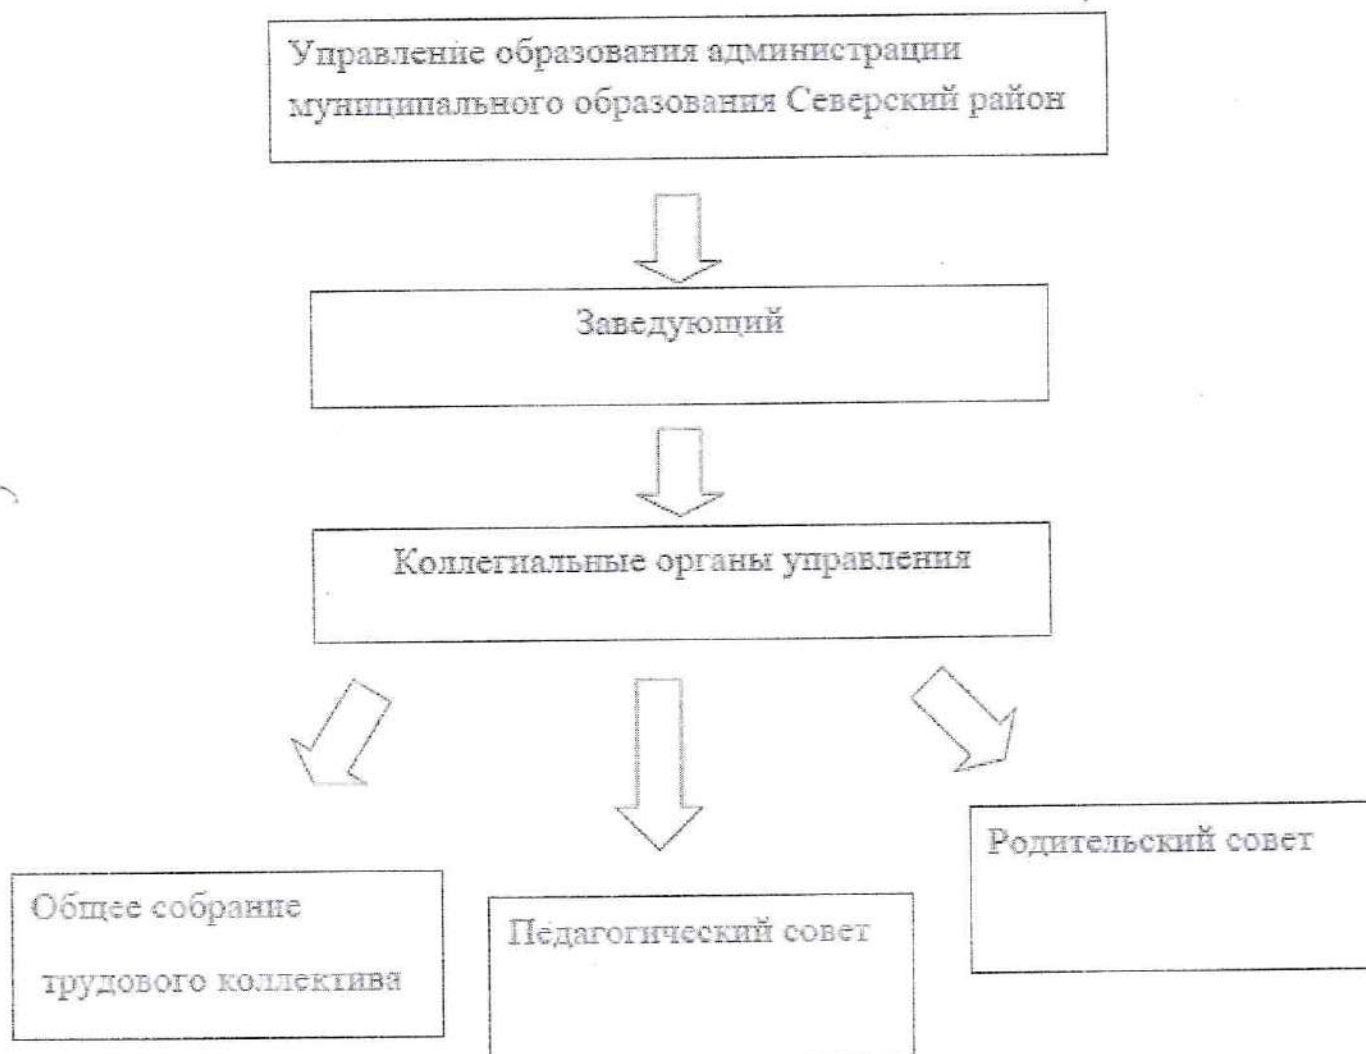 Управление образования администрации
муниципального образования Северский район
Заведующий
Коллегиальные органы управления
Общее собрание
трудового коллектива
Педагогический совет
Родительский совет